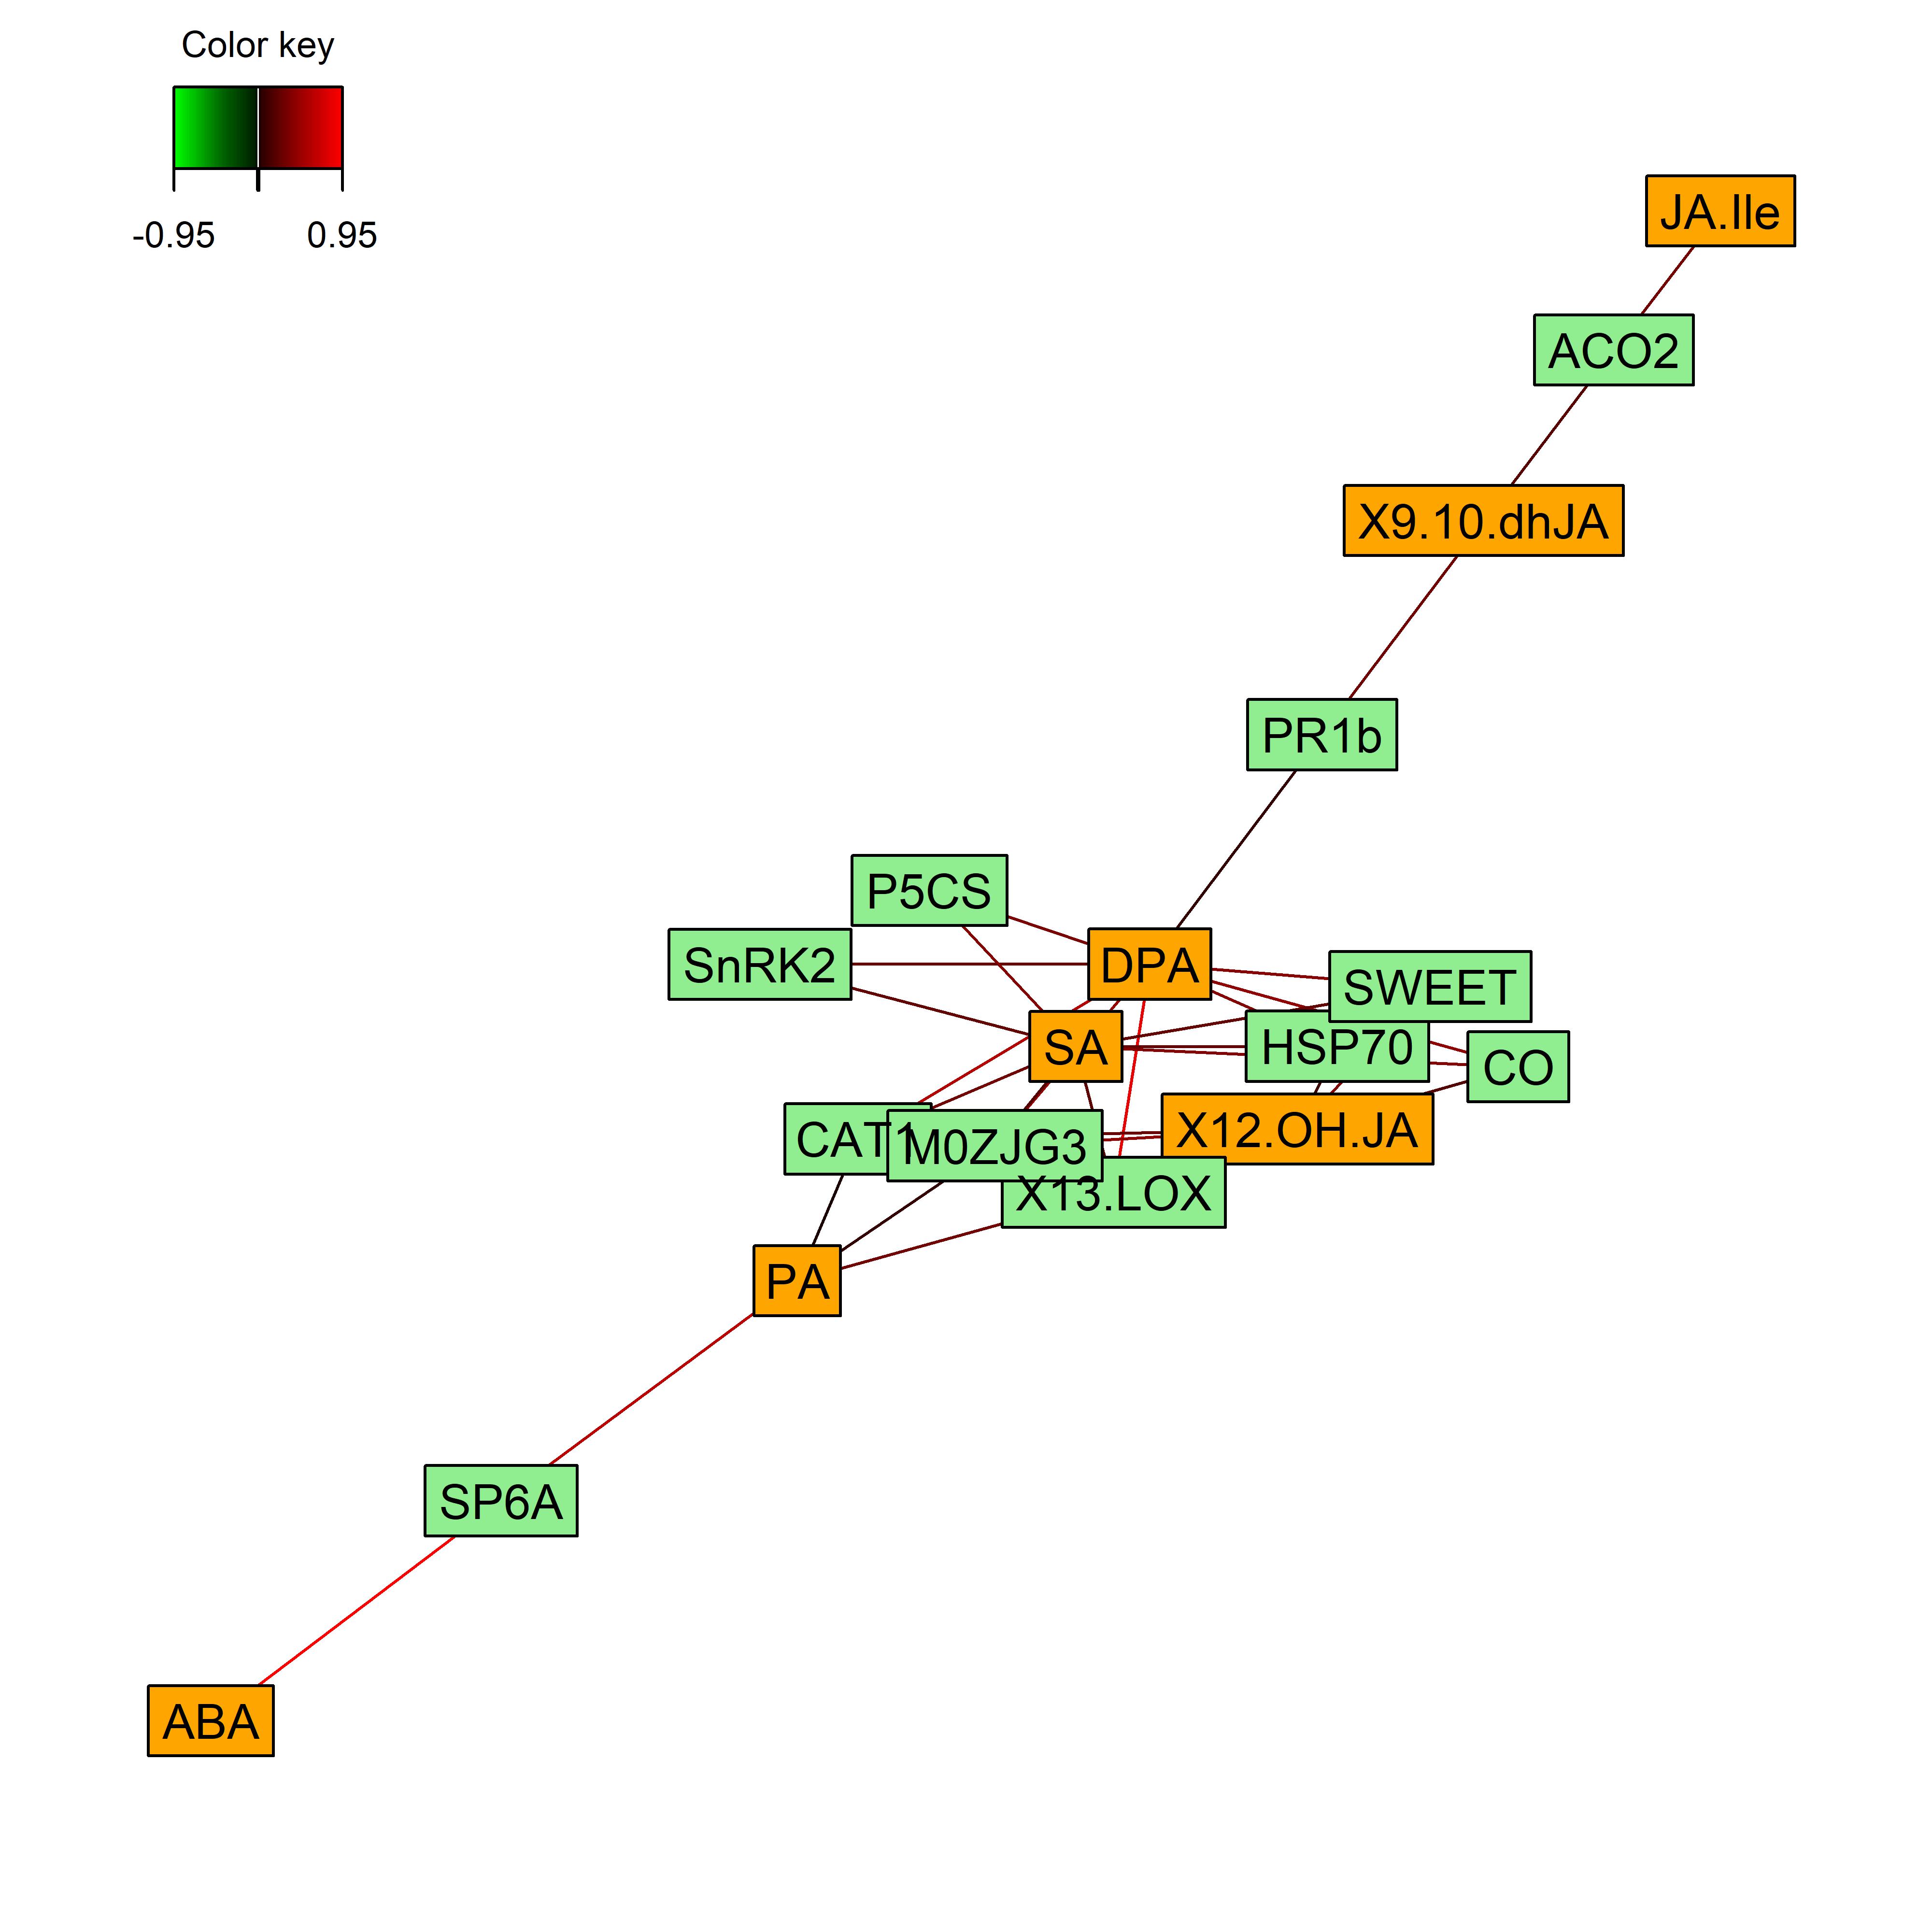 Color key
-0.95 0.95
JA.Ile
ACO2
X9.10.dhJA
PR1b
P5CS
SnRK2
DPA
SWEET
SA
HSP70
CO
X12.OH.JA
CAT1
M0ZJG3
X13.LOX
PA
SP6A
ABA